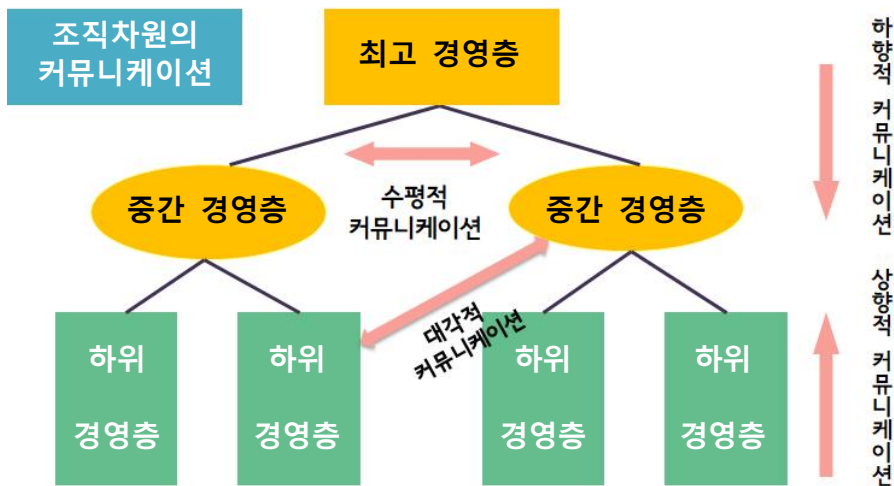 조직차원의
커뮤니케이션
최고 경영층
하향적 커뮤니케이션
수평적
커뮤니케이션
중간 경영층
중간 경영층
대각적
커뮤니케이션
상향적 커뮤니케이션
하위
경영층
하위
경영층
하위
경영층
하위
경영층